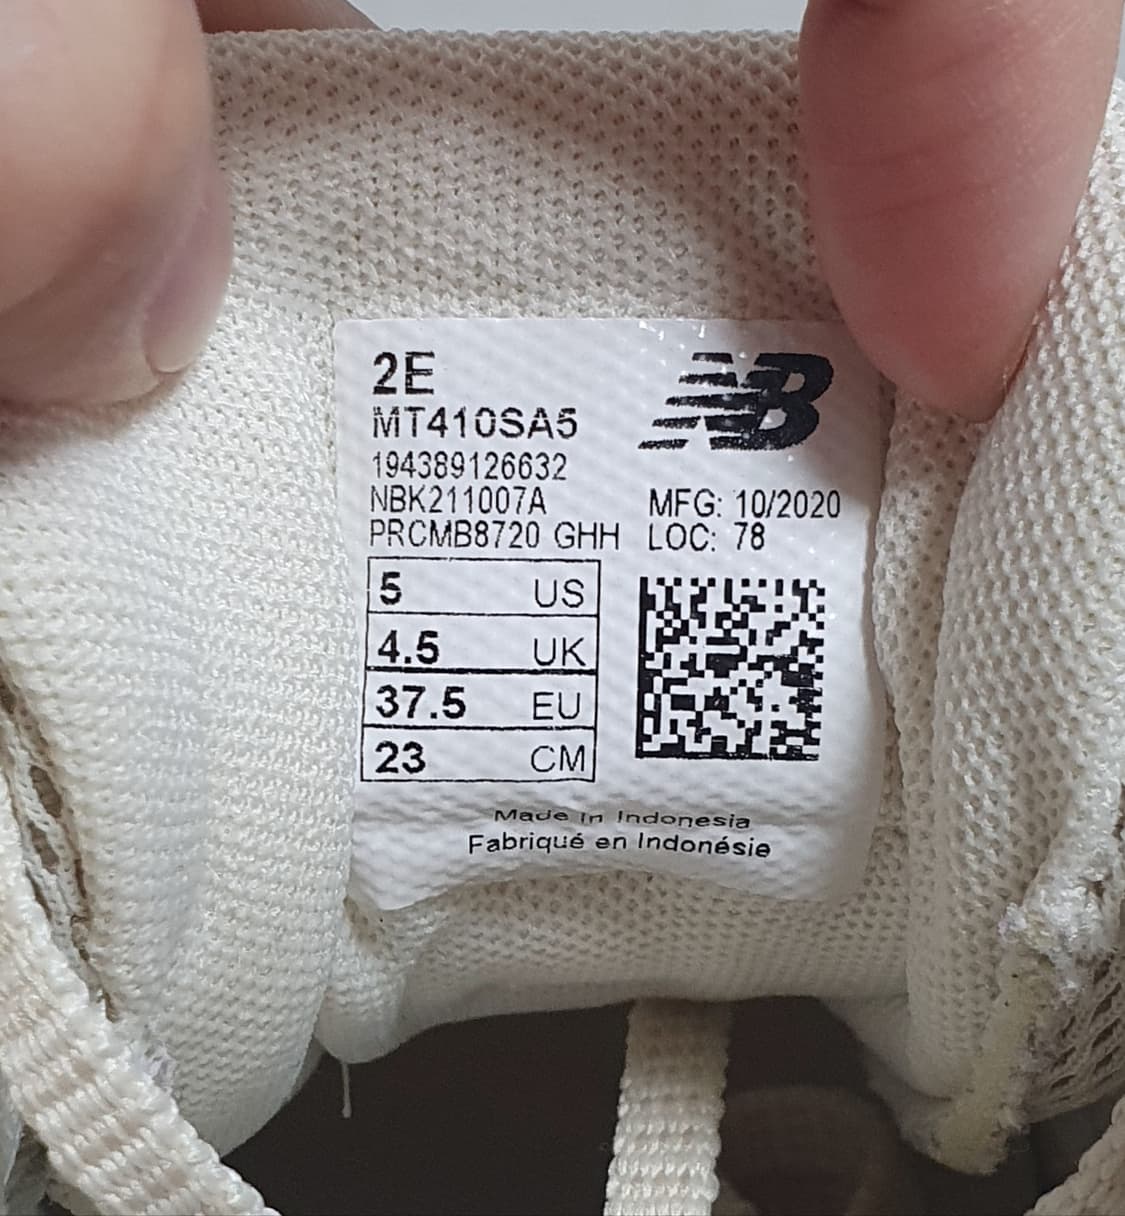 2E
NB
MT410SA5
194389126632
NBK211007A MFG: 10/2020
PRCMB8720 GHH LOC: 78
5 US
4.5 UK
37.5 EU
23 CM
Made in Indonesia
Fabriqué en Indonésie